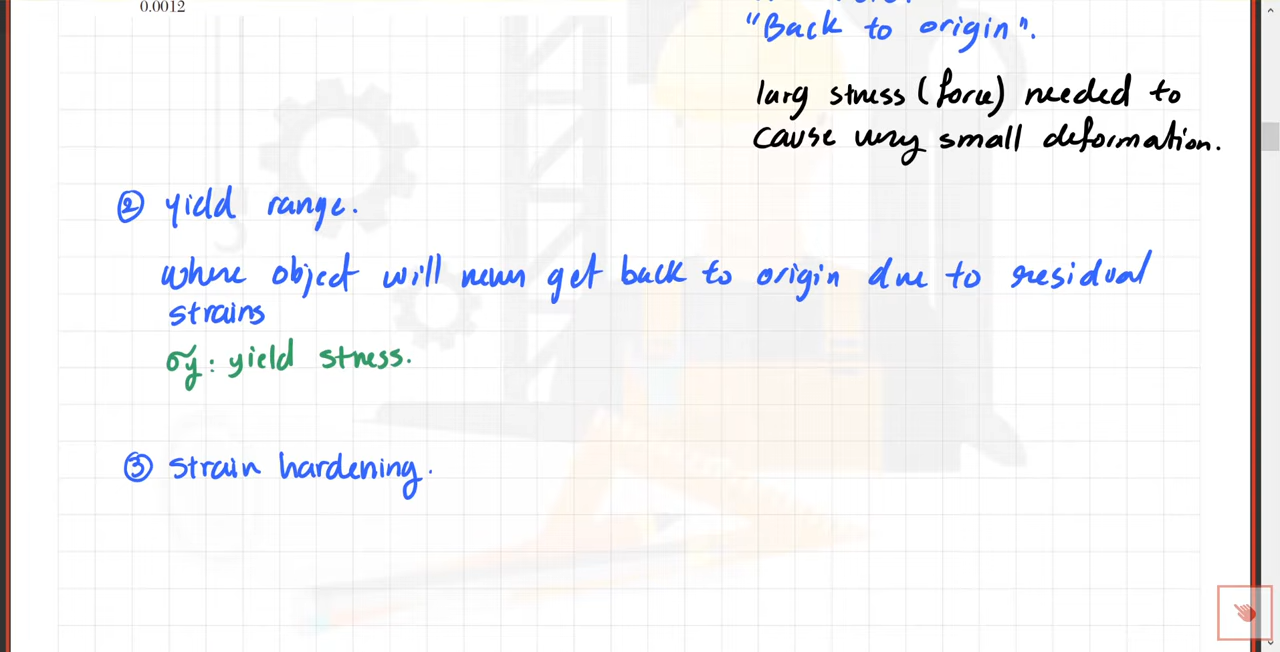 0.0012
"Back to origin".
larg stress (force) needed to
cause very small deformation.
② yield range.
where object will never get back to origin due to residual
strains
σy: yield stress.
③ strain hardening.